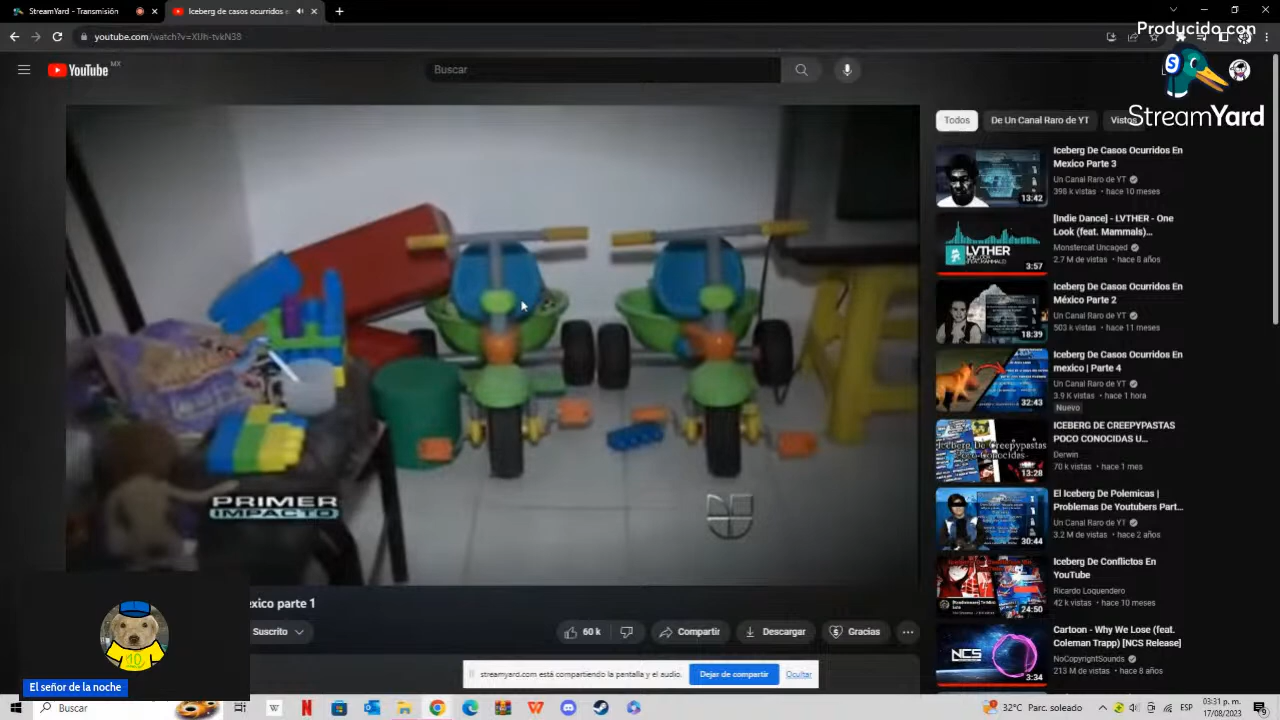 StreamYard - Transmisión
Iceberg de casos ocurridos e
youtube.com/watch?v=XIJh-tvkN38
Producido con
StreamYard
YouTube
MX
Buscar
PRIMER
IMPACTO
xico parte 1
Suscrito
60 k
Compartir
Descargar
Gracias
Todos
De Un Canal Raro de YT
Vistos
Iceberg De Casos Ocurridos En
Mexico Parte 3
Un Canal Raro de YT
398 k vistas • hace 10 meses
13:42
[Indie Dance] - LVTHER - One
Look (feat. Mammals)...
Monstercat Uncaged
2.7 M de vistas • hace 8 años
LVTHER
3:57
Iceberg De Casos Ocurridos En
México Parte 2
Un Canal Raro de YT
503 k vistas • hace 11 meses
18:39
Iceberg De Casos Ocurridos En
mexico | Parte 4
Un Canal Raro de YT
3.9 K vistas • hace 1 hora
Nuevo
32:43
ICEBERG DE CREEPYPASTAS
POCO CONOCIDAS U...
Derwin
70 k vistas • hace 1 mes
Iceberg De Creepypastas
Poco Conocidas
13:28
El Iceberg De Polemicas |
Problemas De Youtubers Part...
Un Canal Raro de YT
3.2 M de vistas • hace 2 años
30:44
Iceberg De Conflictos En
YouTube
Ricardo Loquendero
42 k vistas • hace 10 meses
24:50
Cartoon - Why We Lose (feat.
Coleman Trapp) [NCS Release]
NoCopyrightSounds
213 M de vistas • hace 8 años
NCS
3:34
10
El señor de la noche
streamyard.com está compartiendo la pantalla y el audio.
Dejar de compartir
Ocultar
Buscar
32°C Parc. soleado
ESP
03:31 p. m.
17/08/2023